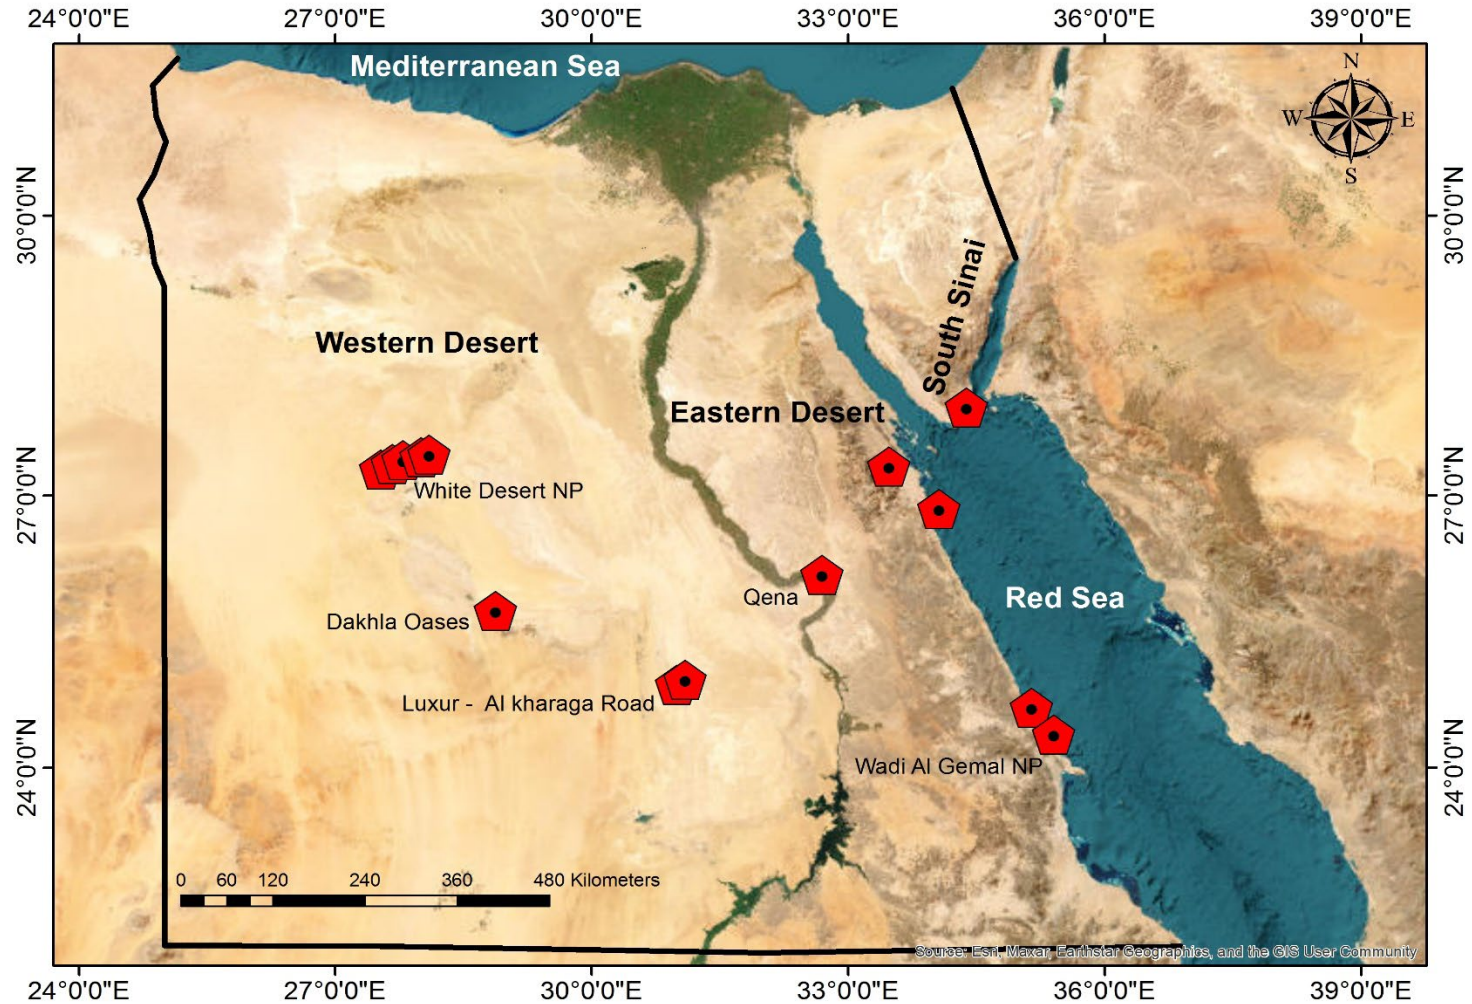 24°0'0"E 27°0'0"E 30°0'0"E 33°0'0"E 36°0'0"E 39°0'0"E
Mediterranean Sea
N
W E
S
30°0'0"N 30°0'0"N
South Sinai
Western Desert
Eastern Desert
27°0'0"N 27°0'0"N
White Desert NP
Qena
Red Sea
Dakhla Oases
Luxur - Al kharaga Road
24°0'0"N 24°0'0"N
Wadi Al Gemal NP
0 60 120 240 360 480 Kilometers
Source: Esri, Maxar, Earthstar Geographics, and the GIS User Community
24°0'0"E 27°0'0"E 30°0'0"E 33°0'0"E 36°0'0"E 39°0'0"E